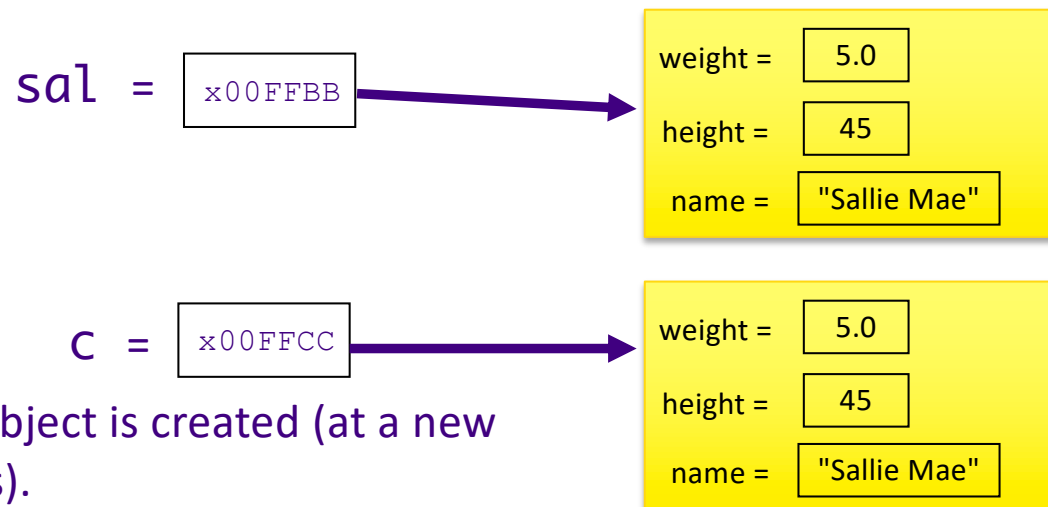 weight = 5.0
sal = x00FFBB
height = 45
name = "Sallie Mae"
weight = 5.0
c = x00FFCC
height = 45
bject is created (at a new
name = "Sallie Mae"
s).